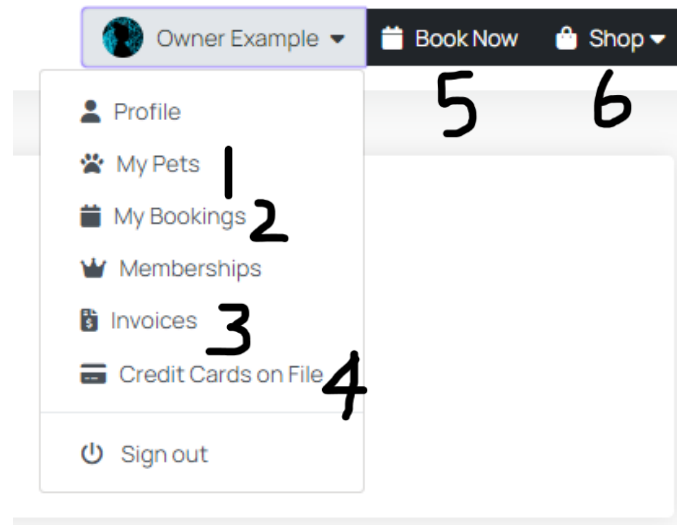 Owner Example Book Now Shop
5 6
Profile
My Pets 1
My Bookings 2
Memberships
Invoices 3
Credit Cards on File 4
Sign out